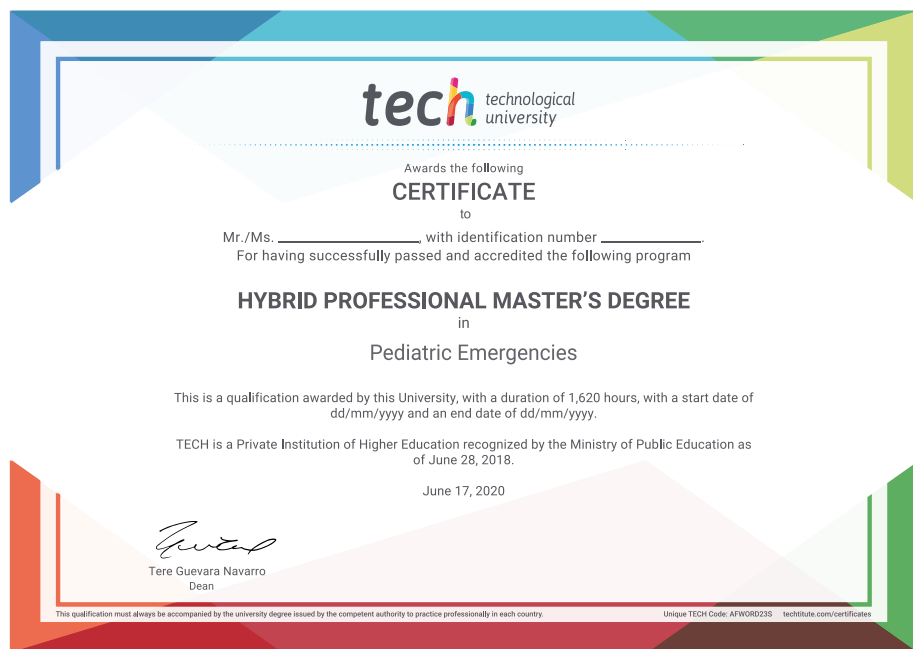 tech technological
university
Awards the following
CERTIFICATE
to
Mr./Ms. ____________________, with identification number ______________.
For having successfully passed and accredited the following program
HYBRID PROFESSIONAL MASTER'S DEGREE
in
Pediatric Emergencies
This is a qualification awarded by this University, with a duration of 1,620 hours, with a start date of
dd/mm/yyyy and an end date of dd/mm/yyyy.
TECH is a Private Institution of Higher Education recognized by the Ministry of Public Education as
of June 28, 2018.
June 17, 2020
Tere Guevara Navarro
Dean
This qualification must always be accompanied by the university degree issued by the competent authority to practice professionally in each country. Unique TECH Code: AFWORD23S techtitute.com/certificates